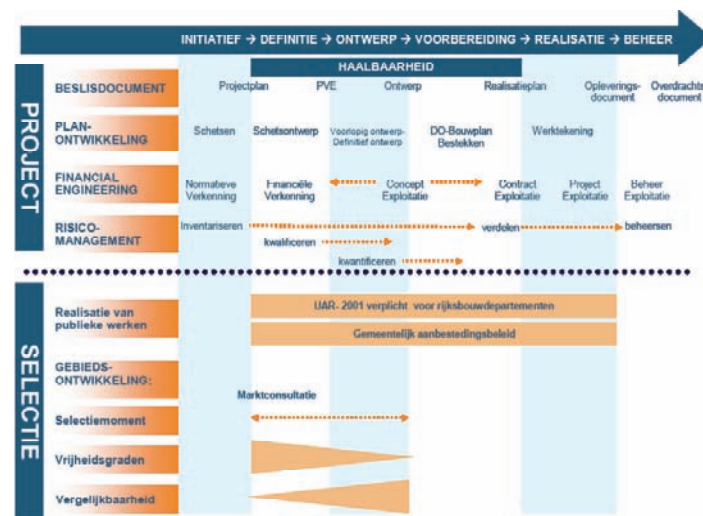 INITIATIEF → DEFINITIE → ONTWERP → VOORBEREIDING → REALISATIE → BEHEER
HAALBAARHEID
PROJECT
BESLISDOCUMENT
Projectplan
PVE
Ontwerp
Realisatieplan
Opleverings-
document
Overdrachts
document
PLAN-
ONTWIKKELING
Schetsen
Schetsontwerp
Voorlopig ontwerp-
Definitief ontwerp
DO-Bouwplan
Bestekken
Werktekening
FINANCIAL
ENGINEERING
Normatieve
Verkenning
Financiële
Verkenning
Concept
Exploitatie
Contract
Exploitatie
Project
Exploitatie
Beheer
Exploitatie
RISICO-
MANAGEMENT
Inventariseren
verdelen
beheersen
kwalificeren
kwantificeren
SELECTIE
Realisatie van
publieke werken
UAR- 2001 verplicht voor rijksbouwdepartementen
Gemeentelijk aanbestedingsbeleid
GEBIEDS-
ONTWIKKELING:
Marktconsultatie
Selectiemoment
Vrijheidsgraden
Vergelijkbaarheid